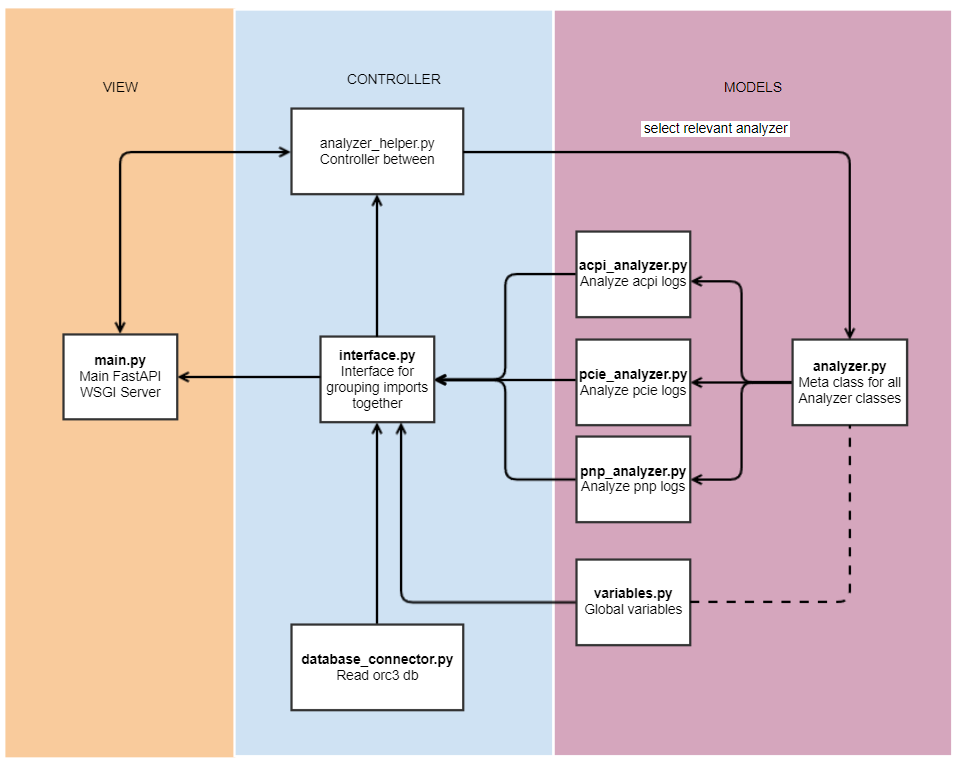 VIEW
CONTROLLER
MODELS
select relevant analyzer
analyzer_helper.py
Controller between
acpi_analyzer.py
Analyze acpi logs
main.py
Main FastAPI
WSGI Server
interface.py
Interface for
grouping imports
together
pcie_analyzer.py
Analyze pcie logs
analyzer.py
Meta class for all
Analyzer classes
pnp_analyzer.py
Analyze pnp logs
variables.py
Global variables
database_connector.py
Read orc3 db